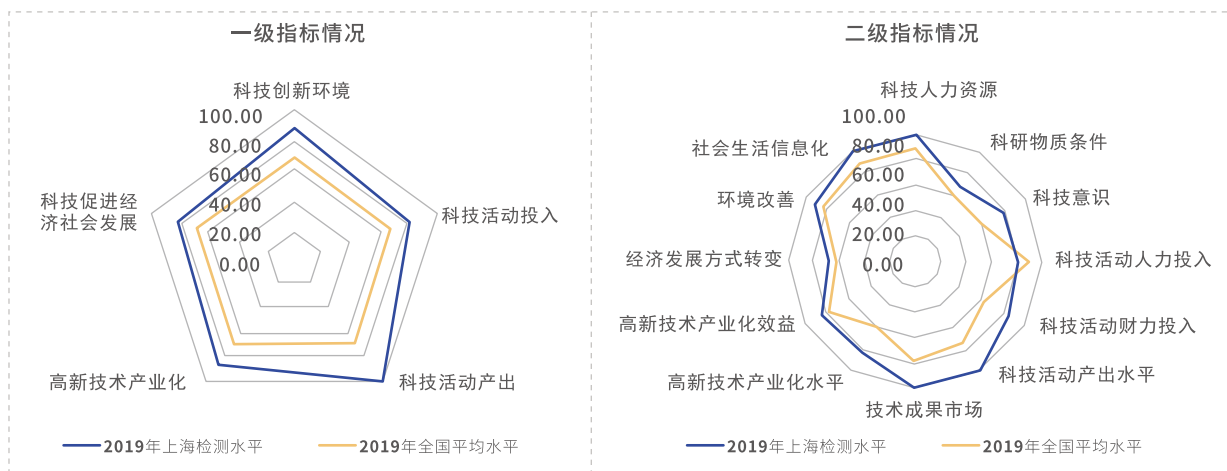 一级指标情况
科技创新环境
100.00
80.00
60.00
40.00
20.00
0.00
科技活动投入
科技活动产出
高新技术产业化
科技促进经
济社会发展
2019年上海检测水平
2019年全国平均水平
二级指标情况
科技人力资源
100.00
80.00
60.00
40.00
20.00
0.00
科研物质条件
科技意识
科技活动人力投入
科技活动财力投入
科技活动产出水平
技术成果市场
高新技术产业化水平
高新技术产业化效益
经济发展方式转变
环境改善
社会生活信息化
2019年上海检测水平
2019年全国平均水平